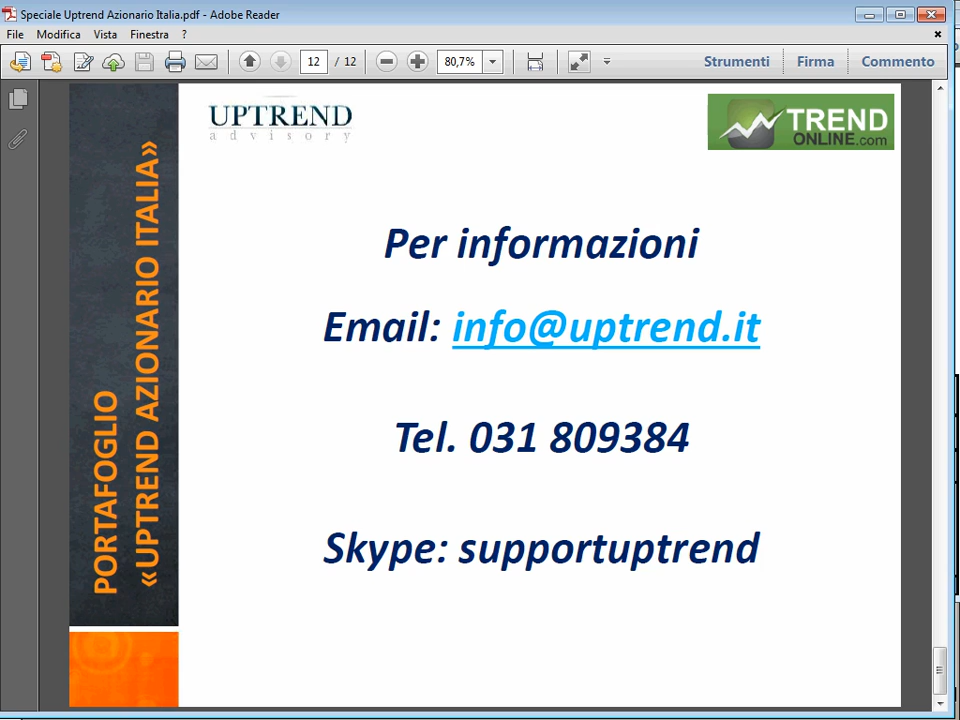 Speciale Uptrend Azionario Italia.pdf - Adobe Reader
File Modifica Vista Finestra ?
12 / 12 80,7% Strumenti Firma Commento
UPTREND
advisory
TREND
ONLINE.com
PORTAFOGLIO
«UPTREND AZIONARIO ITALIA»
Per informazioni
Email: info@uptrend.it
Tel. 031 809384
Skype: supportuptrend